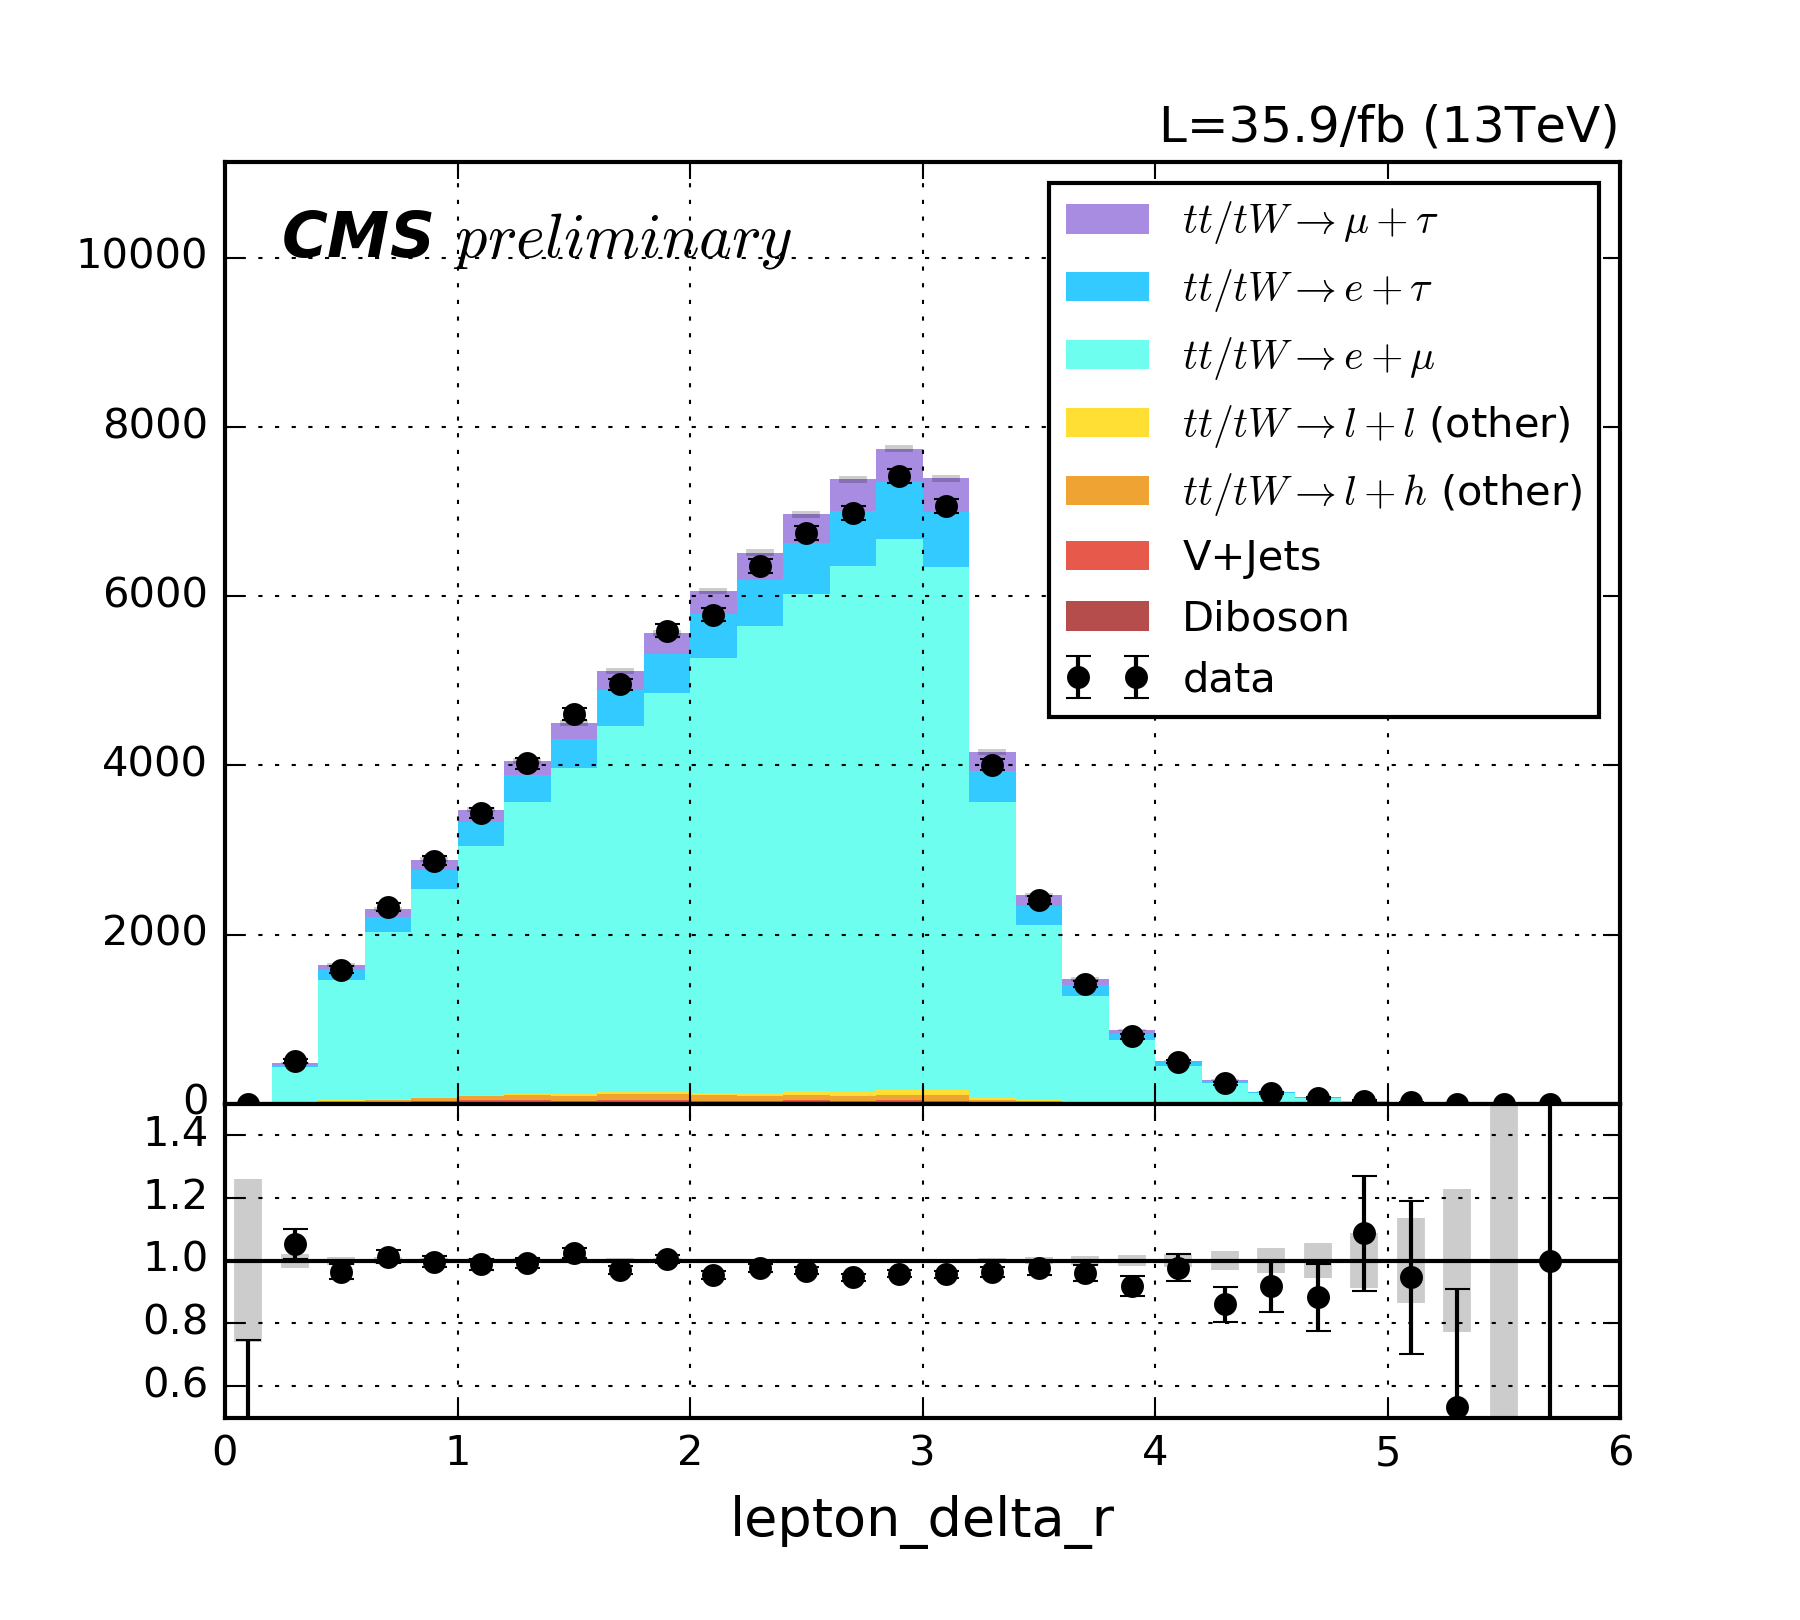 L=35.9/fb (13TeV)
CMS preliminary
10000
8000
6000
4000
2000
0
tt/tW → μ + τ
tt/tW → e + τ
tt/tW → e + μ
tt/tW → l + l (other)
tt/tW → l + h (other)
V+Jets
Diboson
data
1.4
1.2
1.0
0.8
0.6
0 1 2 3 4 5 6
lepton_delta_r